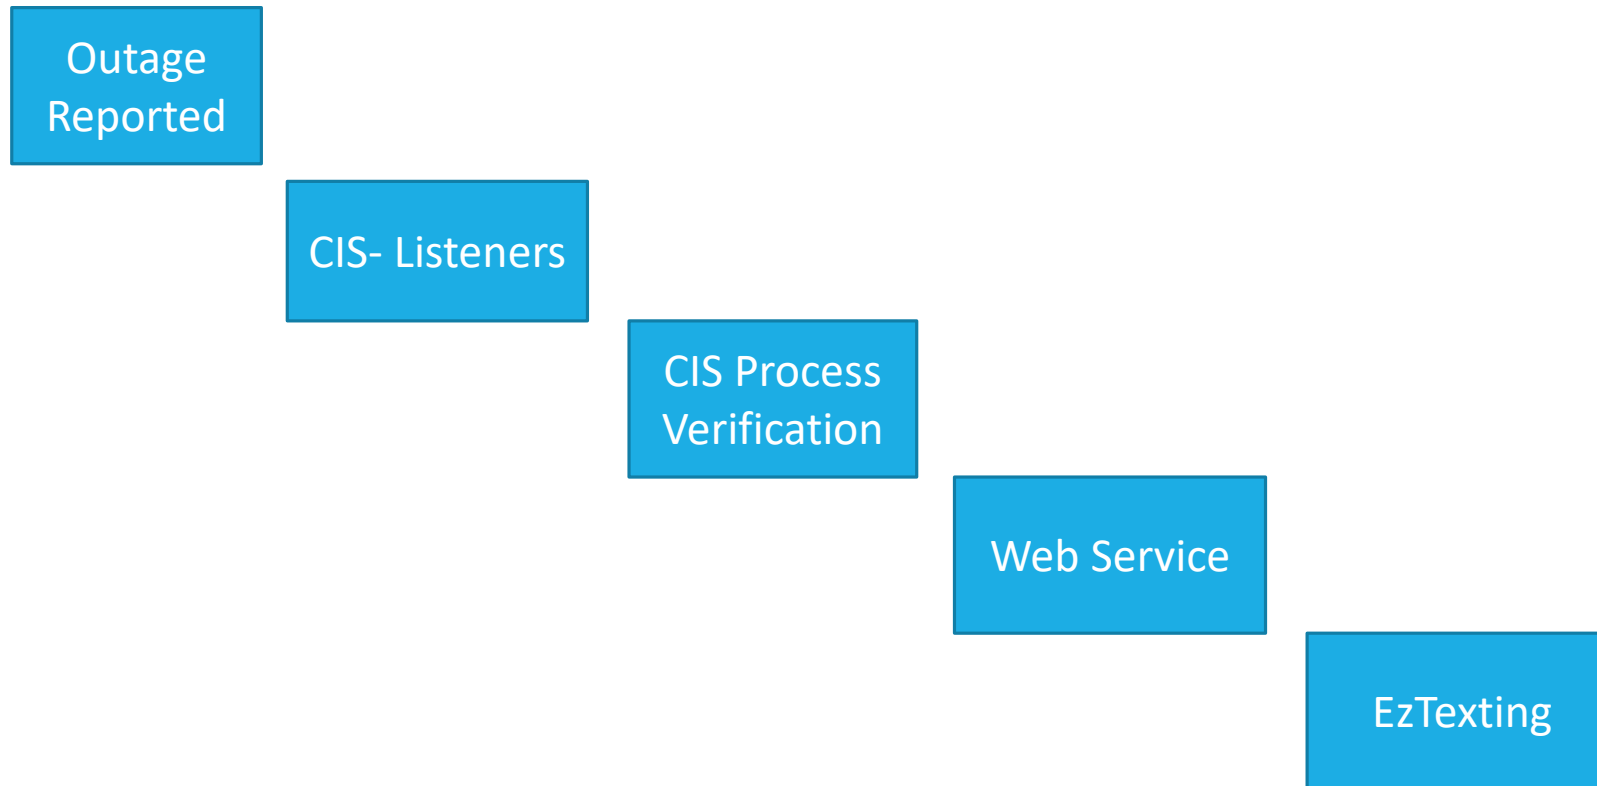 Outage
Reported
CIS- Listeners
CIS Process
Verification
Web Service
EzTexting